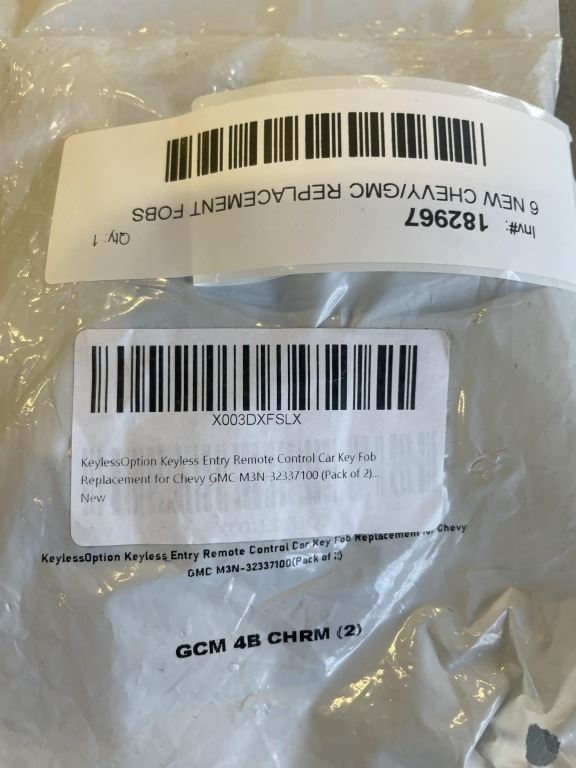 Inv#: 182967
6 NEW CHEVY/GMC REPLACEMENT FOBS
Qty: 1
X003DXFSLX
KeylessOption Keyless Entry Remote Control Car Key Fob
Replacement for Chevy GMC M3N-32337100 (Pack of 2)...
New
KeylessOption Keyless Entry Remote Control Car Key Fob Replacement for Chevy
GMC M3N-32337100(Pack of 2)
GCM 4B CHRM (2)